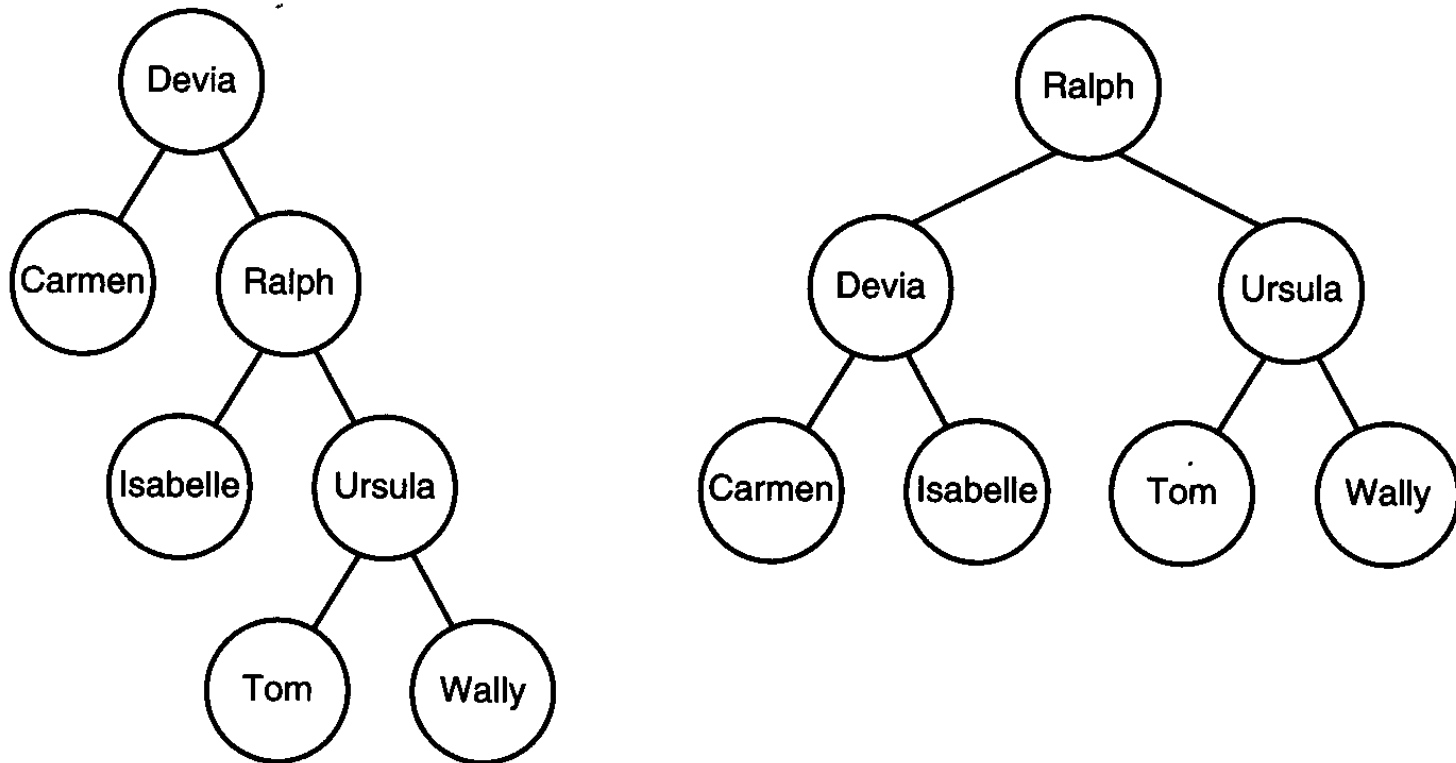 Devia
Carmen
Ralph
Isabelle
Ursula
Tom
Wally
Ralph
Devia
Ursula
Carmen
Isabelle
Tom
Wally